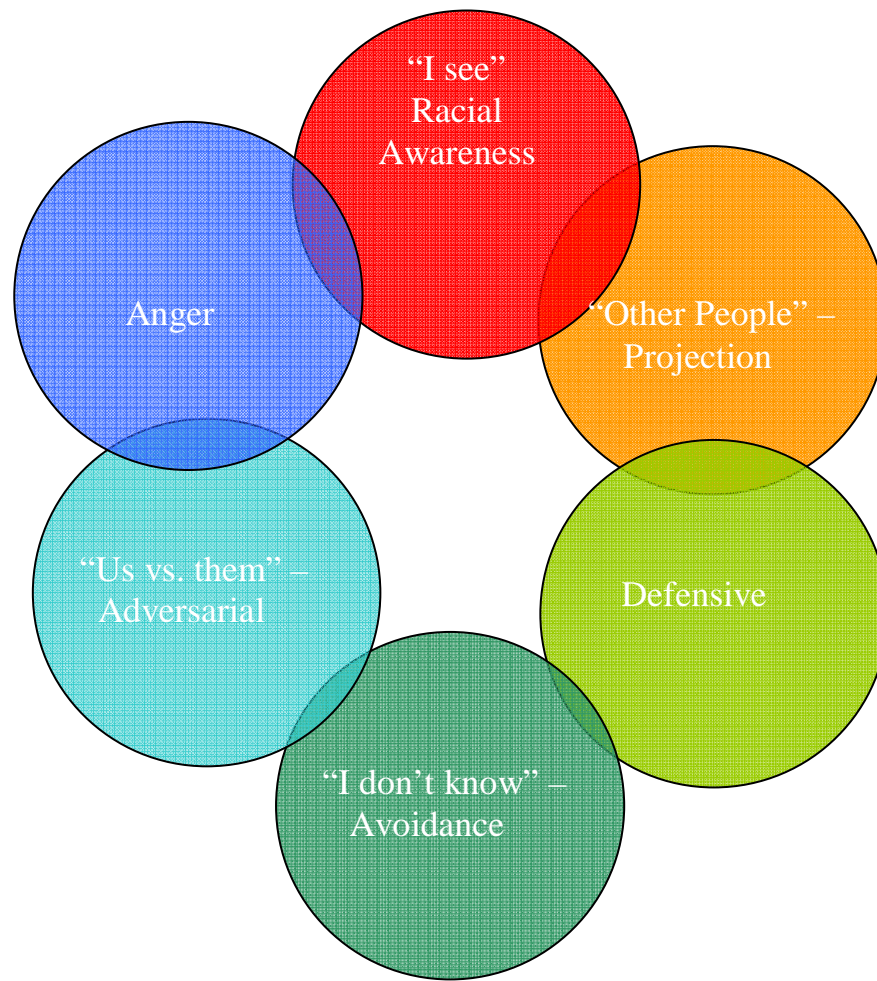 “I see”
Racial
Awareness
“Other People” –
Projection
Defensive
“I don’t know” –
Avoidance
“Us vs. them” –
Adversarial
Anger